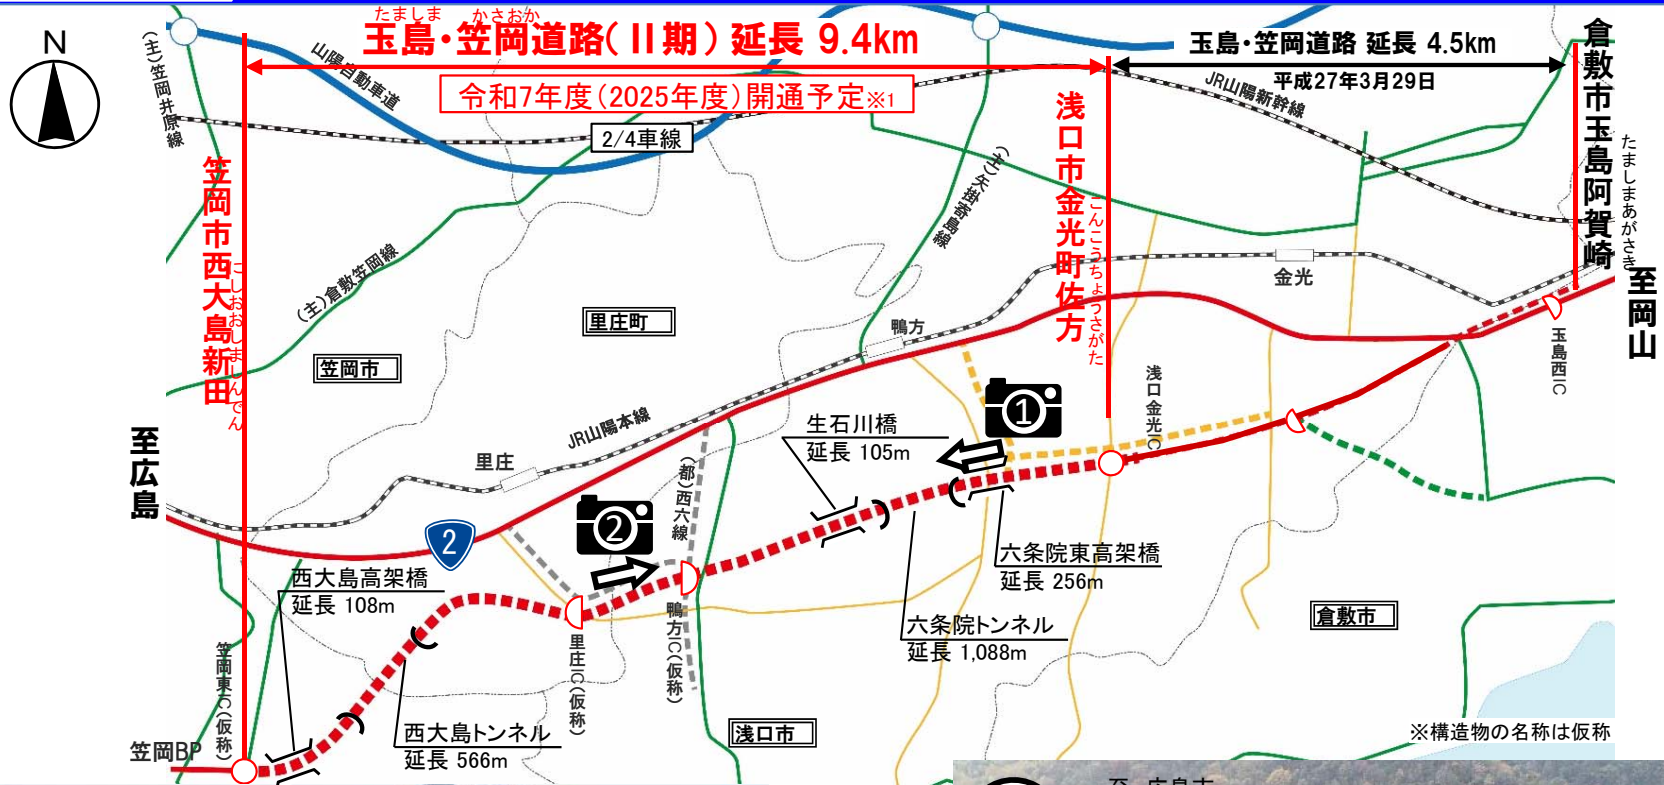 たましま かさおか
玉島・笠岡道路(Ⅱ期) 延長 9.4km
令和7年度(2025年度)開通予定※1
2/4車線
玉島・笠岡道路 延長 4.5km
平成27年3月29日
N
(主)笠岡井原線
山陽自動車道
JR山陽新幹線
倉敷市玉島阿賀崎
たましまあがさき
至岡山
浅口市金光町佐方
こんこうちょうさがた
笠岡市西大島新田
にしおおしましんでん
(主)矢掛寄島線
(主)倉敷笠岡線
里庄町
笠岡市
金光
鴨方
玉島西IC
浅口金光IC
JR山陽本線
里庄
至広島
2
(都)西六線
1
2
生石川橋
延長 105m
六条院東高架橋
延長 256m
六条院トンネル
延長 1,088m
西大島高架橋
延長 108m
西大島トンネル
延長 566m
笠岡東IC(仮称)
里庄IC(仮称)
鴨方IC(仮称)
笠岡BP
浅口市
倉敷市
※構造物の名称は仮称